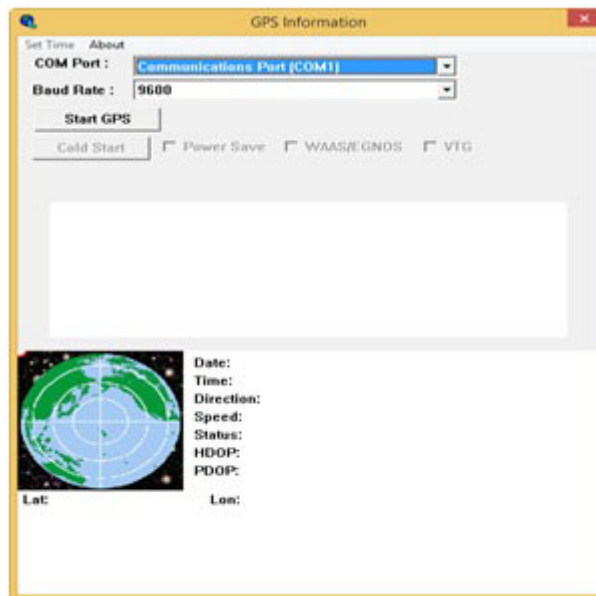 GPS Information
Set Time About
COM Port : Communications Port (COM1)
Baud Rate : 9600
Start GPS
Cold Start Power Save WAAS/EGNOS VTG
Date:
Time:
Direction:
Speed:
Status:
HDOP:
PDOP:
Lat: Lon: